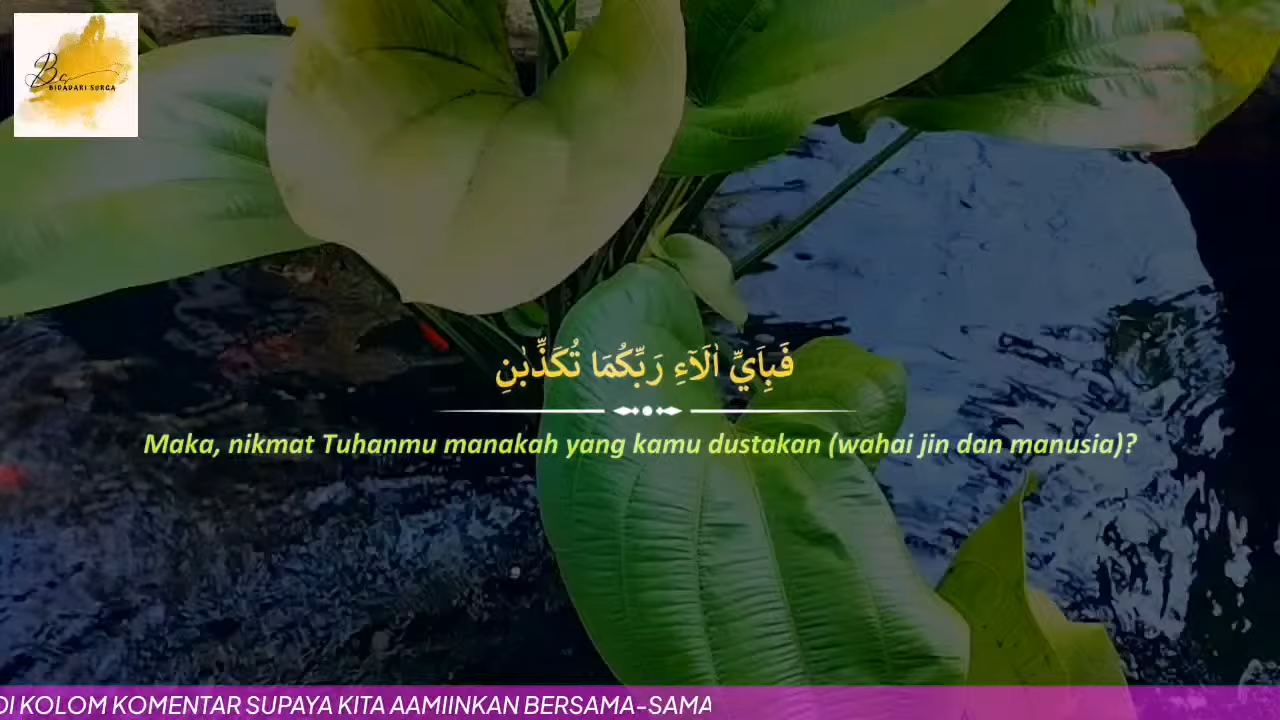 Bs
BIDADARI SURGA
فَبِاَيِّ اٰلَاۤءِ رَبِّكُمَا تُكَذِّبٰنِ
Maka, nikmat Tuhanmu manakah yang kamu dustakan (wahai jin dan manusia)?
DI KOLOM KOMENTAR SUPAYA KITA AAMIINKAN BERSAMA-SAMA